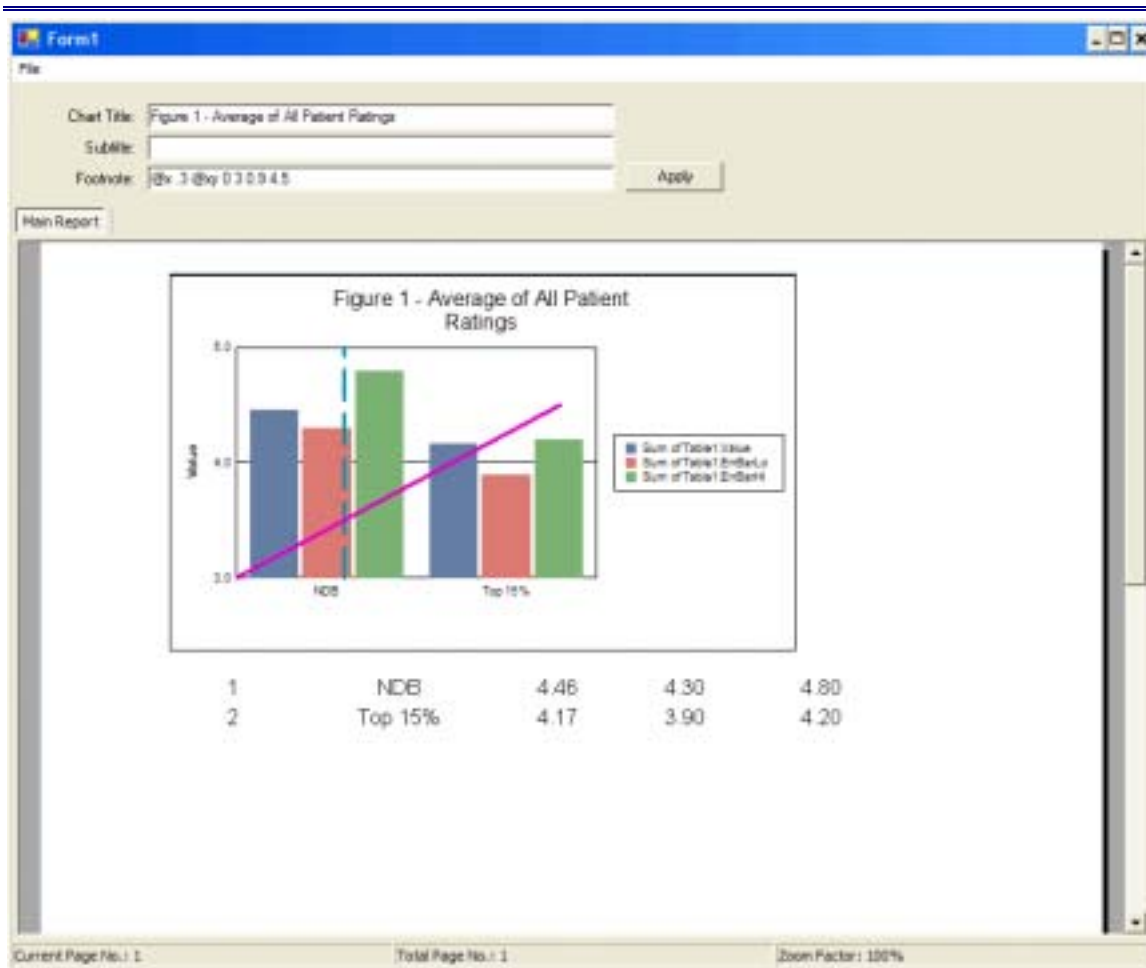 Form1
File
Chart Title: Figure 1 - Average of All Patient Ratings
Subtitle:
Footnote:
Apply
Main Report
Figure 1 - Average of All Patient
Ratings
5.0
4.0
3.0
Value
NDB
Top 15%
Sum of Table1.Value
Sum of Table1.ErrBarLo
Sum of Table1.ErrBarHi
1 NDB 4.46 4.30 4.80
2 Top 15% 4.17 3.90 4.20
Current Page No.: 1
Total Page No.: 1
Zoom Factor: 100%